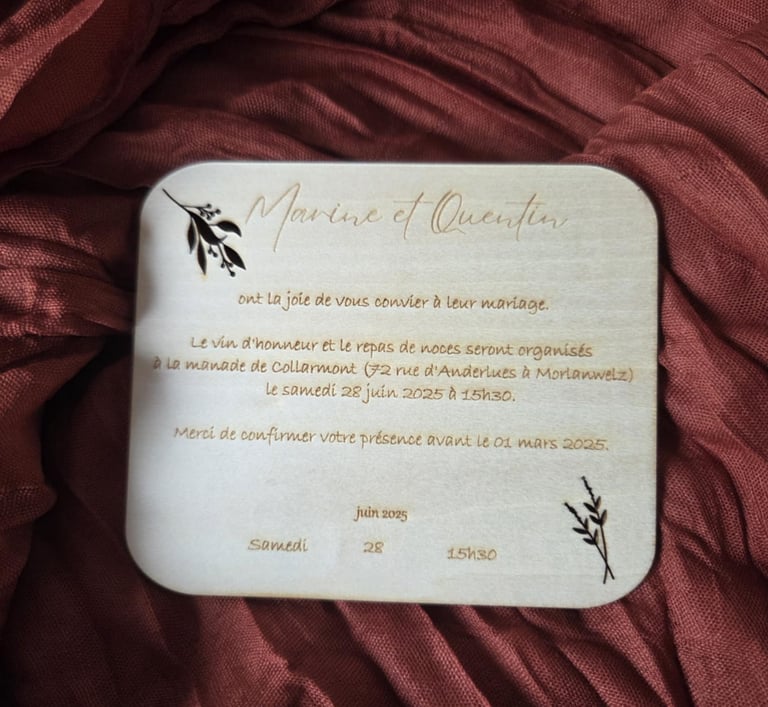 Marine et Quentin
ont la joie de vous convier à leur mariage.
Le vin d'honneur et le repas de noces seront organisés
à la manade de Collarmont (72 rue d'Anderlues à Morlanwelz)
le samedi 28 juin 2025 à 15h30.
Merci de confirmer votre présence avant le 01 mars 2025.
juin 2025
Samedi 28 15h30